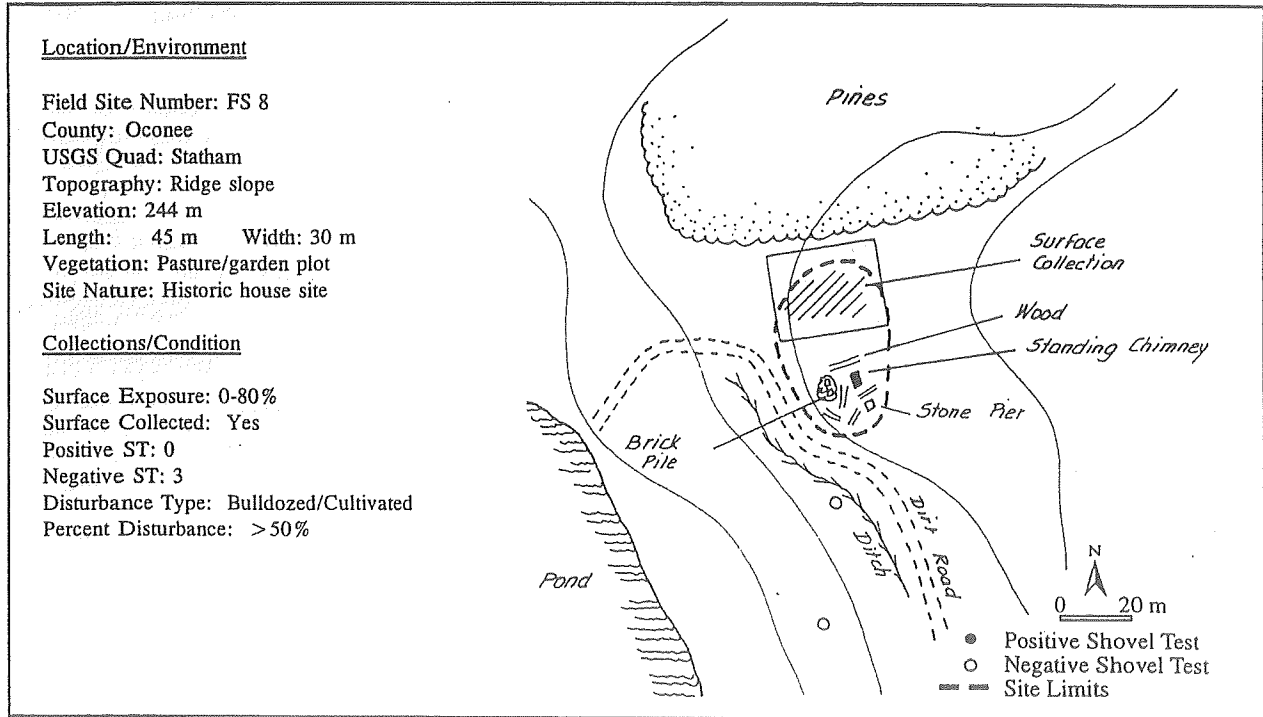 Location/Environment
Field Site Number: FS 8
County: Oconee
USGS Quad: Statham
Topography: Ridge slope
Elevation: 244 m
Length: 45 m Width: 30 m
Vegetation: Pasture/garden plot
Site Nature: Historic house site
Collections/Condition
Surface Exposure: 0-80%
Surface Collected: Yes
Positive ST: 0
Negative ST: 3
Disturbance Type: Bulldozed/Cultivated
Percent Disturbance: >50%
Pines
Surface
Collection
Wood
Standing Chimney
Stone Pier
Brick
Pile
Ditch
Dirt Road
Pond
N
0 20 m
Positive Shovel Test
Negative Shovel Test
Site Limits